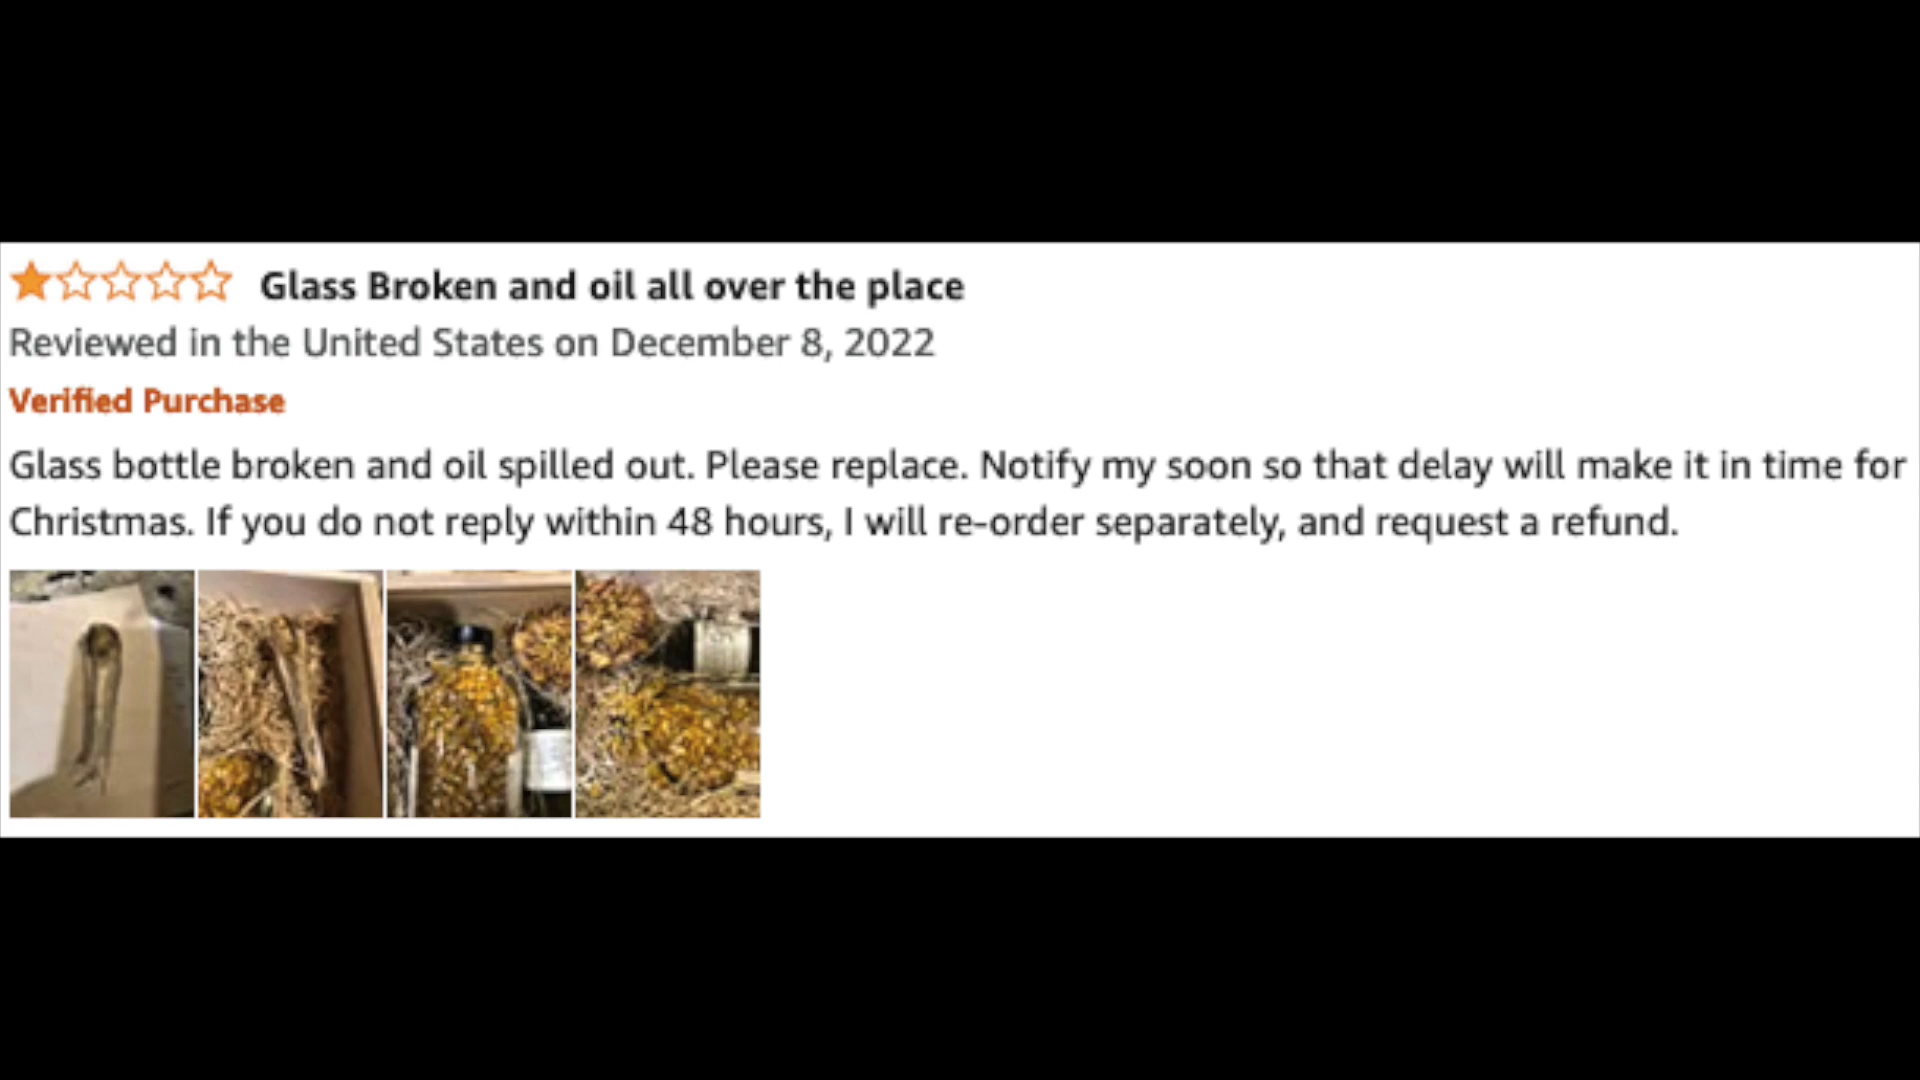 Glass Broken and oil all over the place
Reviewed in the United States on December 8, 2022
Verified Purchase
Glass bottle broken and oil spilled out. Please replace. Notify my soon so that delay will make it in time for
Christmas. If you do not reply within 48 hours, I will re-order separately, and request a refund.